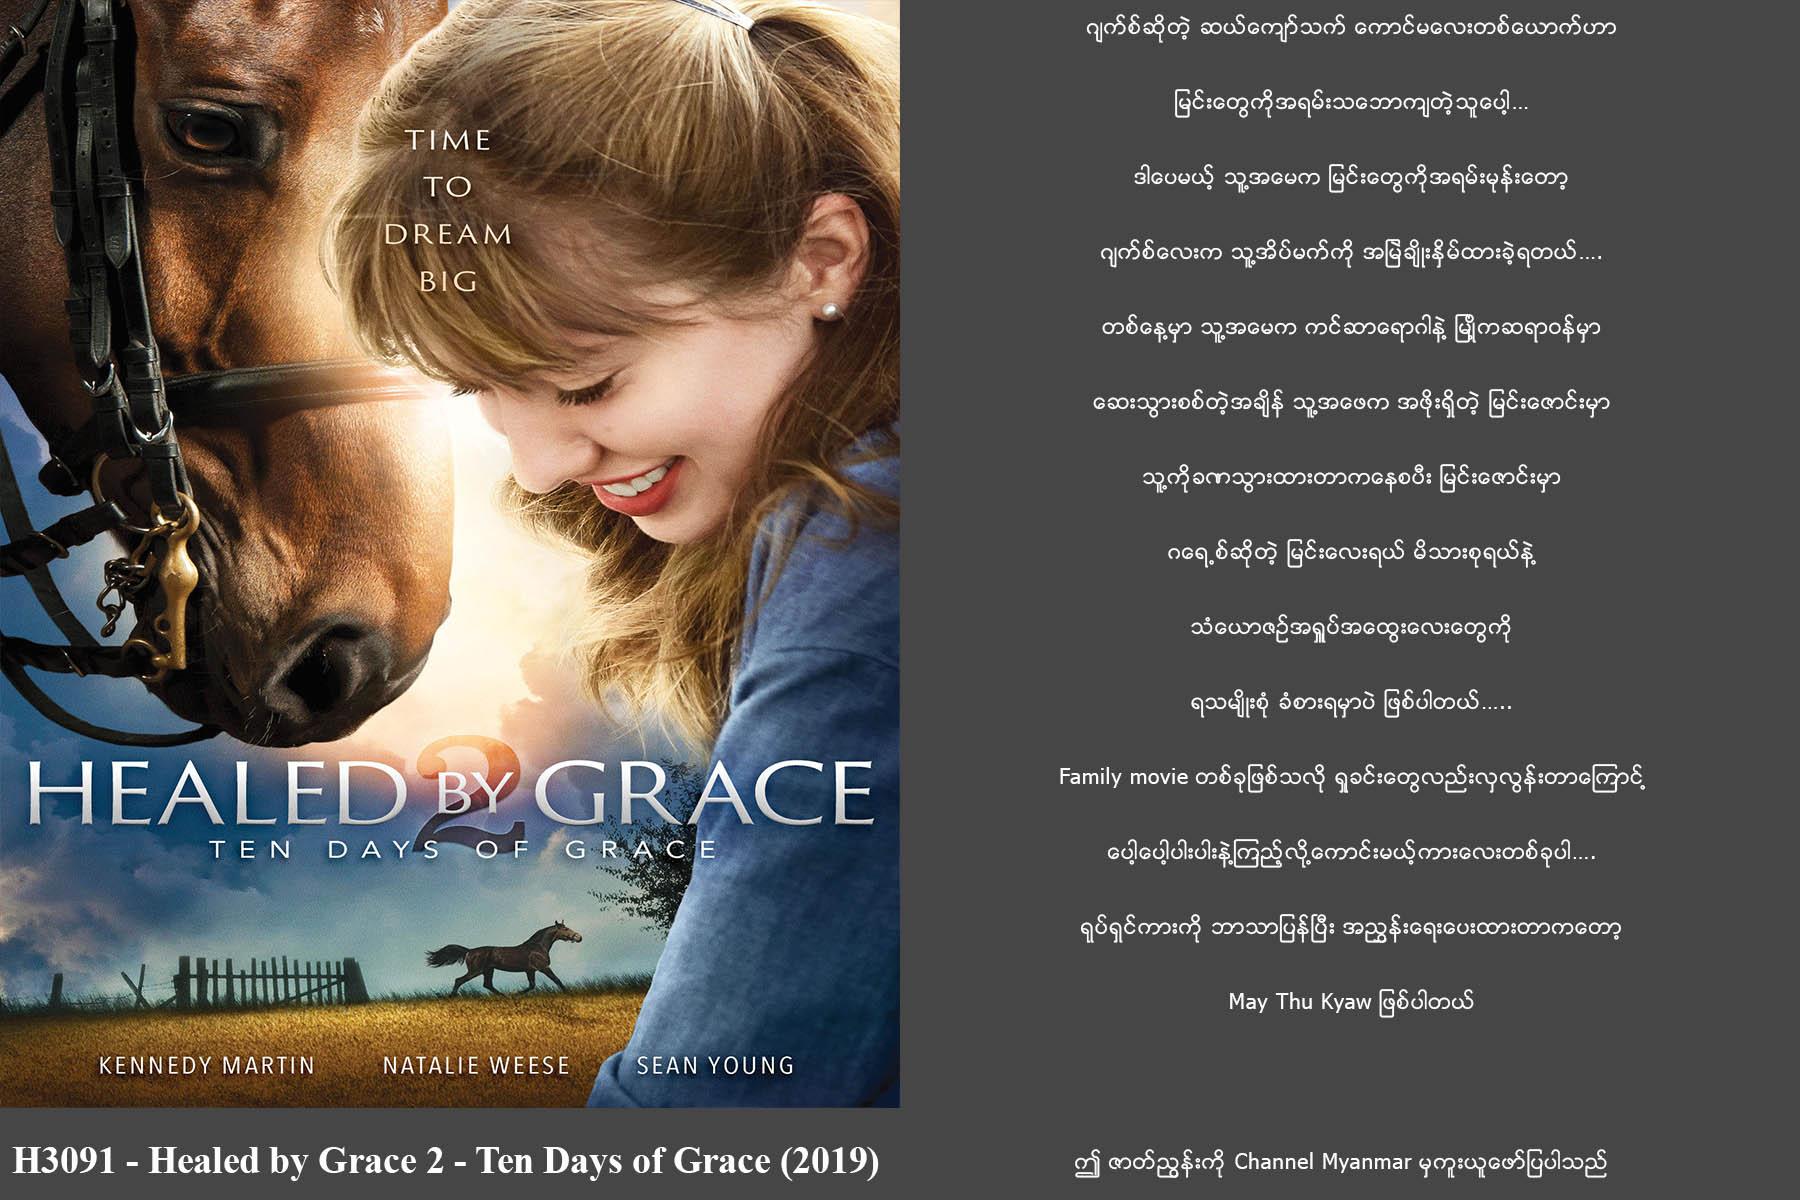 TIME
TO
DREAM
BIG
HEALED BY GRACE
2
TEN DAYS OF GRACE
KENNEDY MARTIN NATALIE WEESE SEAN YOUNG
H3091 - Healed by Grace 2 - Ten Days of Grace (2019)
ဂျက်စ်ဆိုတဲ့ ဆယ်ကျော်သက် ကောင်မလေးတစ်ယောက်ဟာ
မြင်းတွေကိုအရမ်းသဘောကျတဲ့သူပေါ့...
ဒါပေမယ့် သူ့အမေက မြင်းတွေကိုအရမ်းမုန်းတော့
ဂျက်စ်လေးက သူ့အိပ်မက်ကို အမြဲချိုးနှိမ်ထားခဲ့ရတယ်....
တစ်နေ့မှာ သူ့အမေက ကင်ဆာရောဂါနဲ့ မြို့ကဆရာဝန်မှာ
ဆေးသွားစစ်တဲ့အချိန် သူ့အဖေက အဖိုးရှိတဲ့ မြင်းဇောင်းမှာ
သူ့ကိုခဏသွားထားတာကနေစပီး မြင်းဇောင်းမှာ
ဂရေ့စ်ဆိုတဲ့ မြင်းလေးရယ် မိသားစုရယ်နဲ့
သံယောဇဉ်အရှုပ်အထွေးလေးတွေကို
ရသမျိုးစုံ ခံစားရမှာပဲ ဖြစ်ပါတယ်.....
Family movie တစ်ခုဖြစ်သလို ရှုခင်းတွေလည်းလှလွန်းတာကြောင့်
ပေါ့ပေါ့ပါးပါးနဲ့ကြည့်လို့ကောင်းမယ့်ကားလေးတစ်ခုပါ....
ရုပ်ရှင်ကားကို ဘာသာပြန်ပြီး အညွှန်းရေးပေးထားတာကတော့
May Thu Kyaw ဖြစ်ပါတယ်
ဤ ဇာတ်ညွှန်းကို Channel Myanmar မှကူးယူဖော်ပြပါသည်